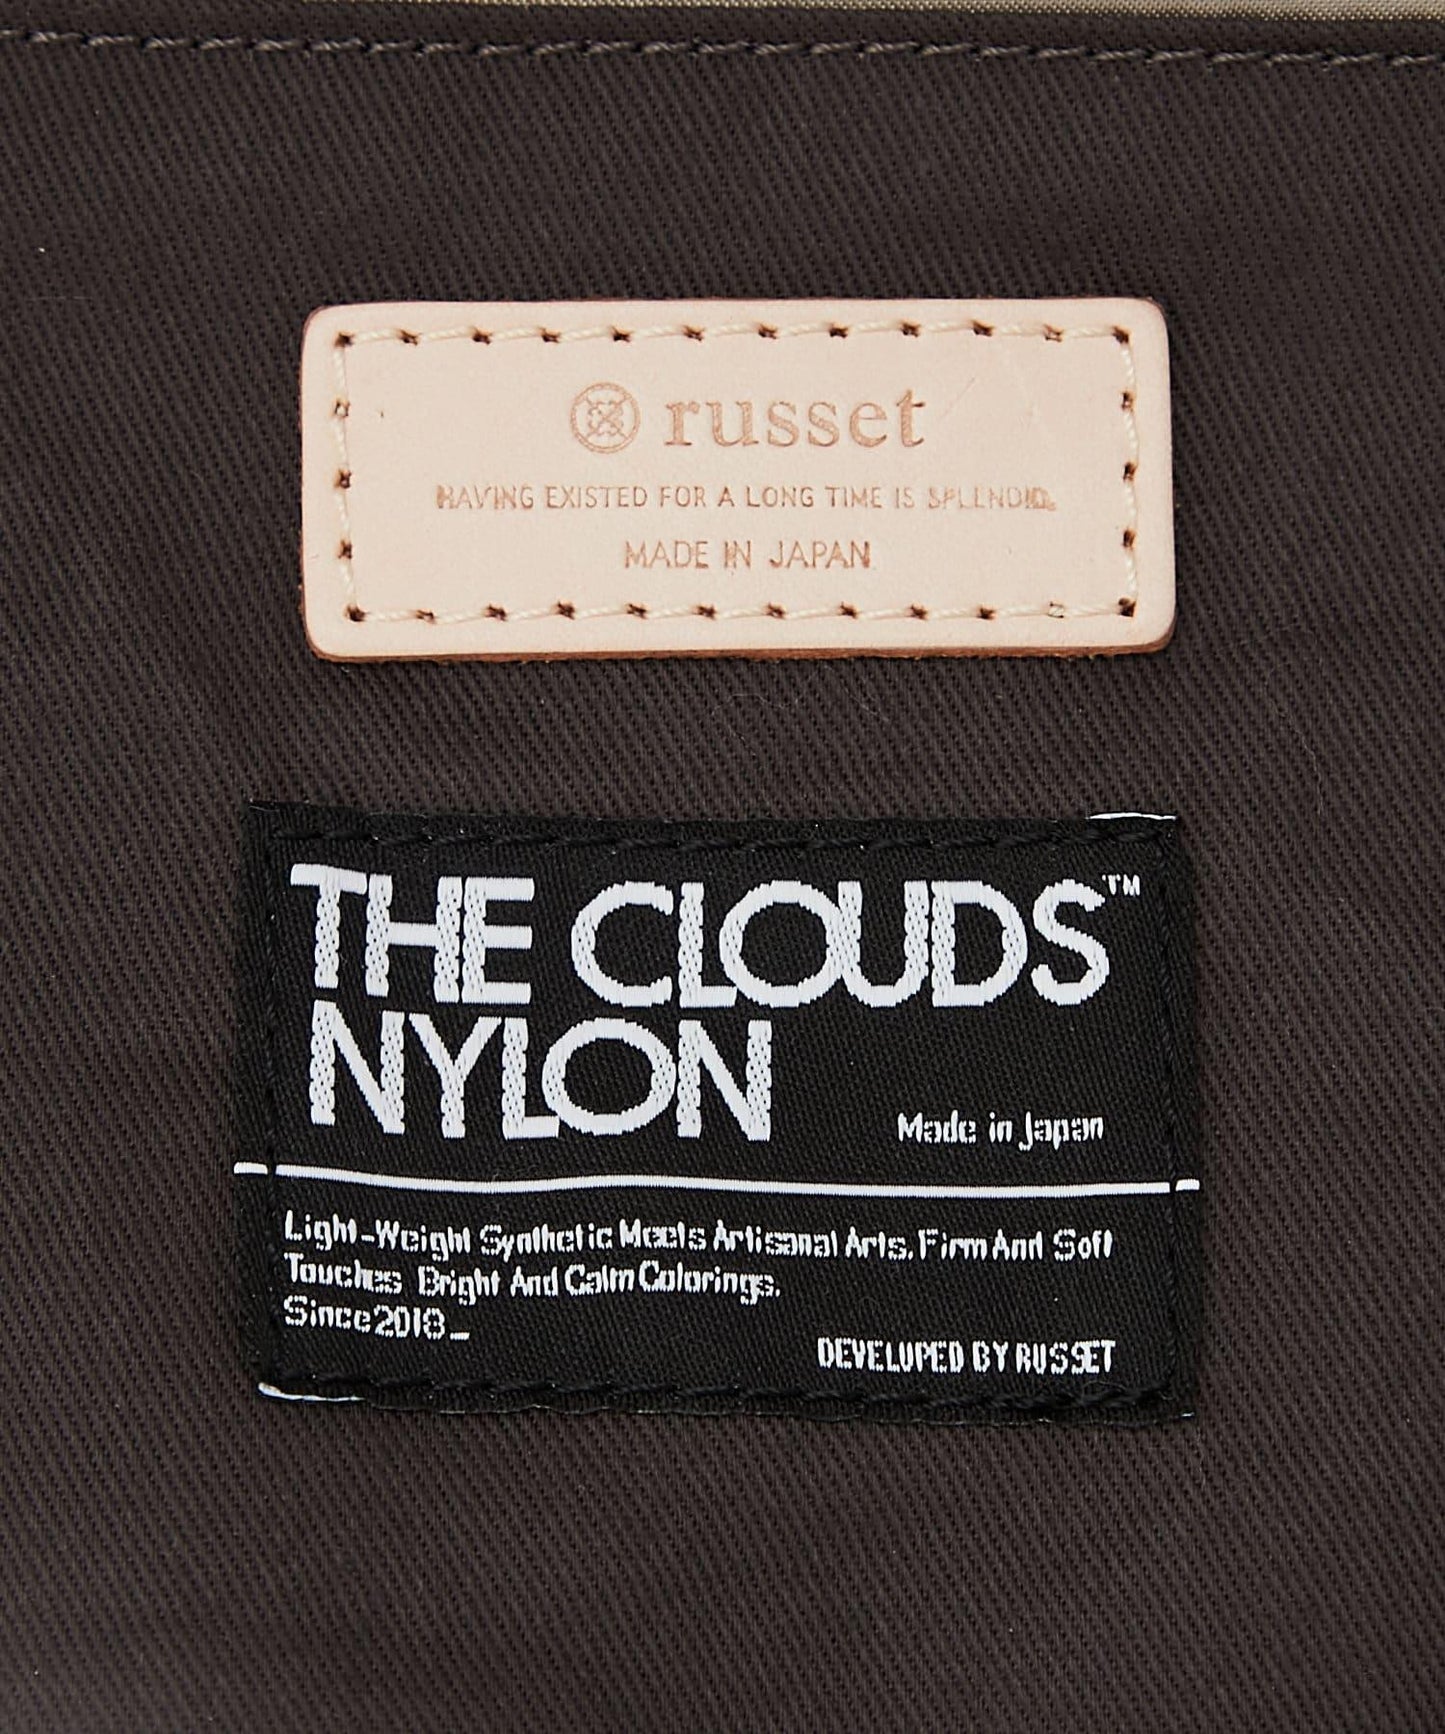 russet
HAVING EXISTED FOR A LONG TIME IS SPLENDID.
MADE IN JAPAN
THE CLOUDS™
NYLON
Made in Japan
Light-Weight Synthetic Meets Artisanal Arts. Firm And Soft
Touches Bright And Calm Colorings.
Since2018_
DEVELOPED BY RUSSET